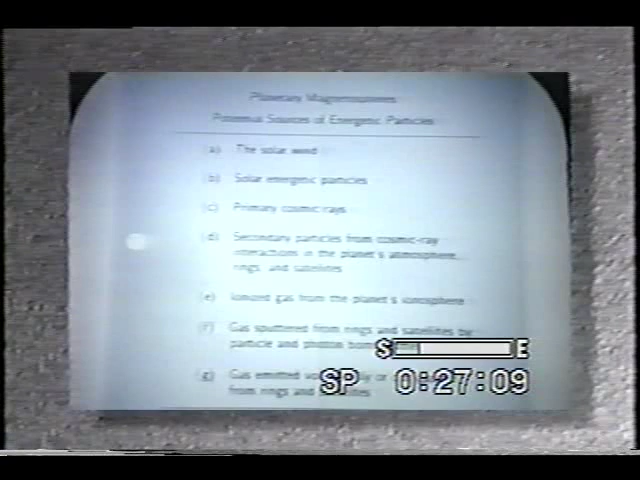 Planetary Magnetospheres
Potential Sources of Energetic Particles
(a) The solar wind
(b) Solar energetic particles
(c) Primary cosmic rays
(d) Secondary particles from cosmic-ray
interactions in the planet's atmosphere,
rings and satellites
(e) Ionized gas from the planet's ionosphere
(f) Gas sputtered from rings and satellites by
particle and photon
S E
(g) Gas emitted or
SP 0:27:09
from rings and satellites